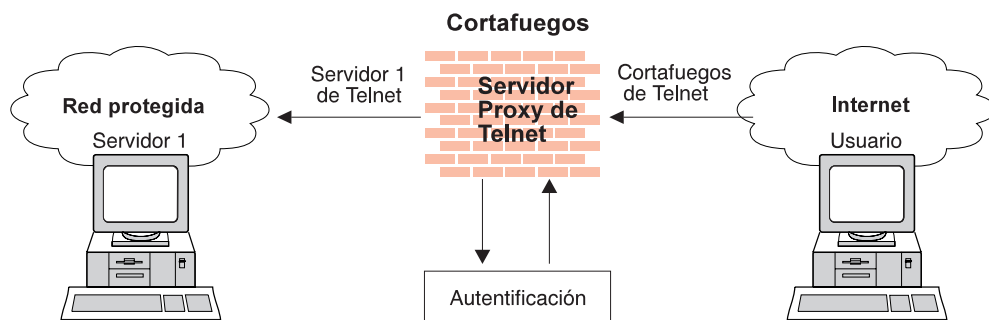 Cortafuegos
Red protegida
Servidor 1
Servidor 1
de Telnet
Servidor
Proxy de
Telnet
Cortafuegos
de Telnet
Internet
Usuario
Autentificación